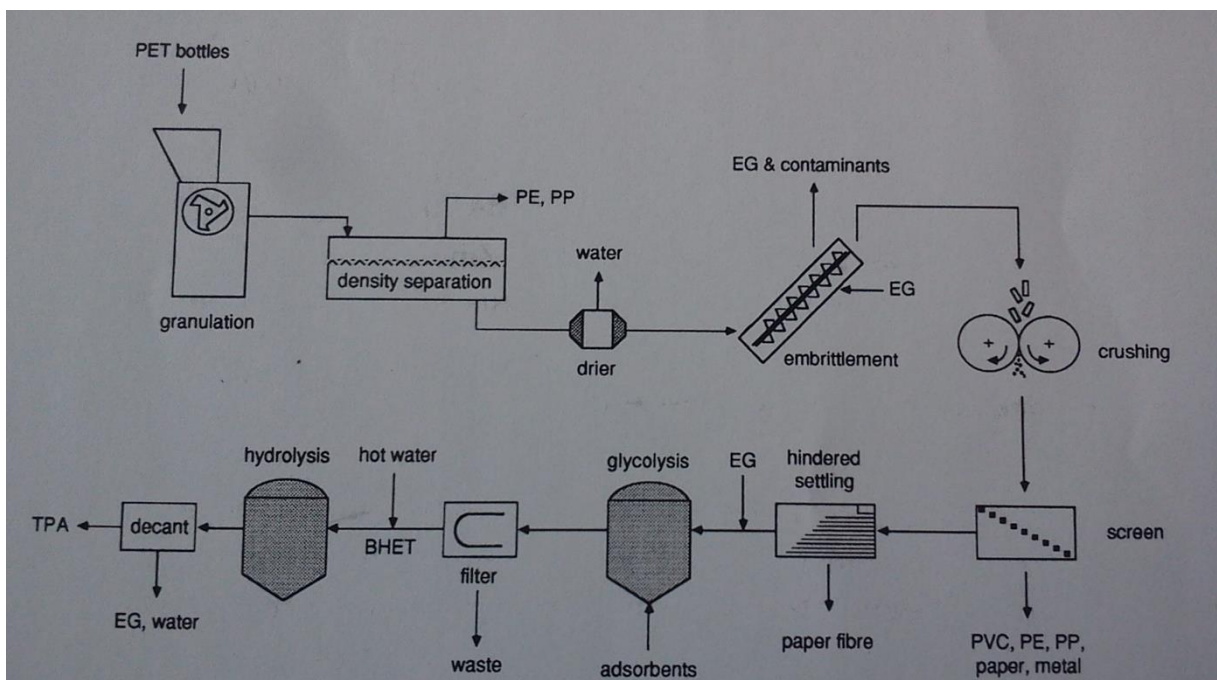 PET bottles
granulation
PE, PP
density separation
water
drier
EG & contaminants
EG
embrittlement
crushing
screen
PVC, PE, PP,
paper, metal
hindered
settling
paper fibre
EG
glycolysis
adsorbents
filter
waste
hot water
BHET
hydrolysis
decant
EG, water
TPA